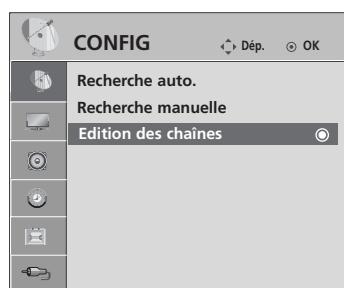 CONFIG Dép. OK
Recherche auto.
Recherche manuelle
Edition des chaînes